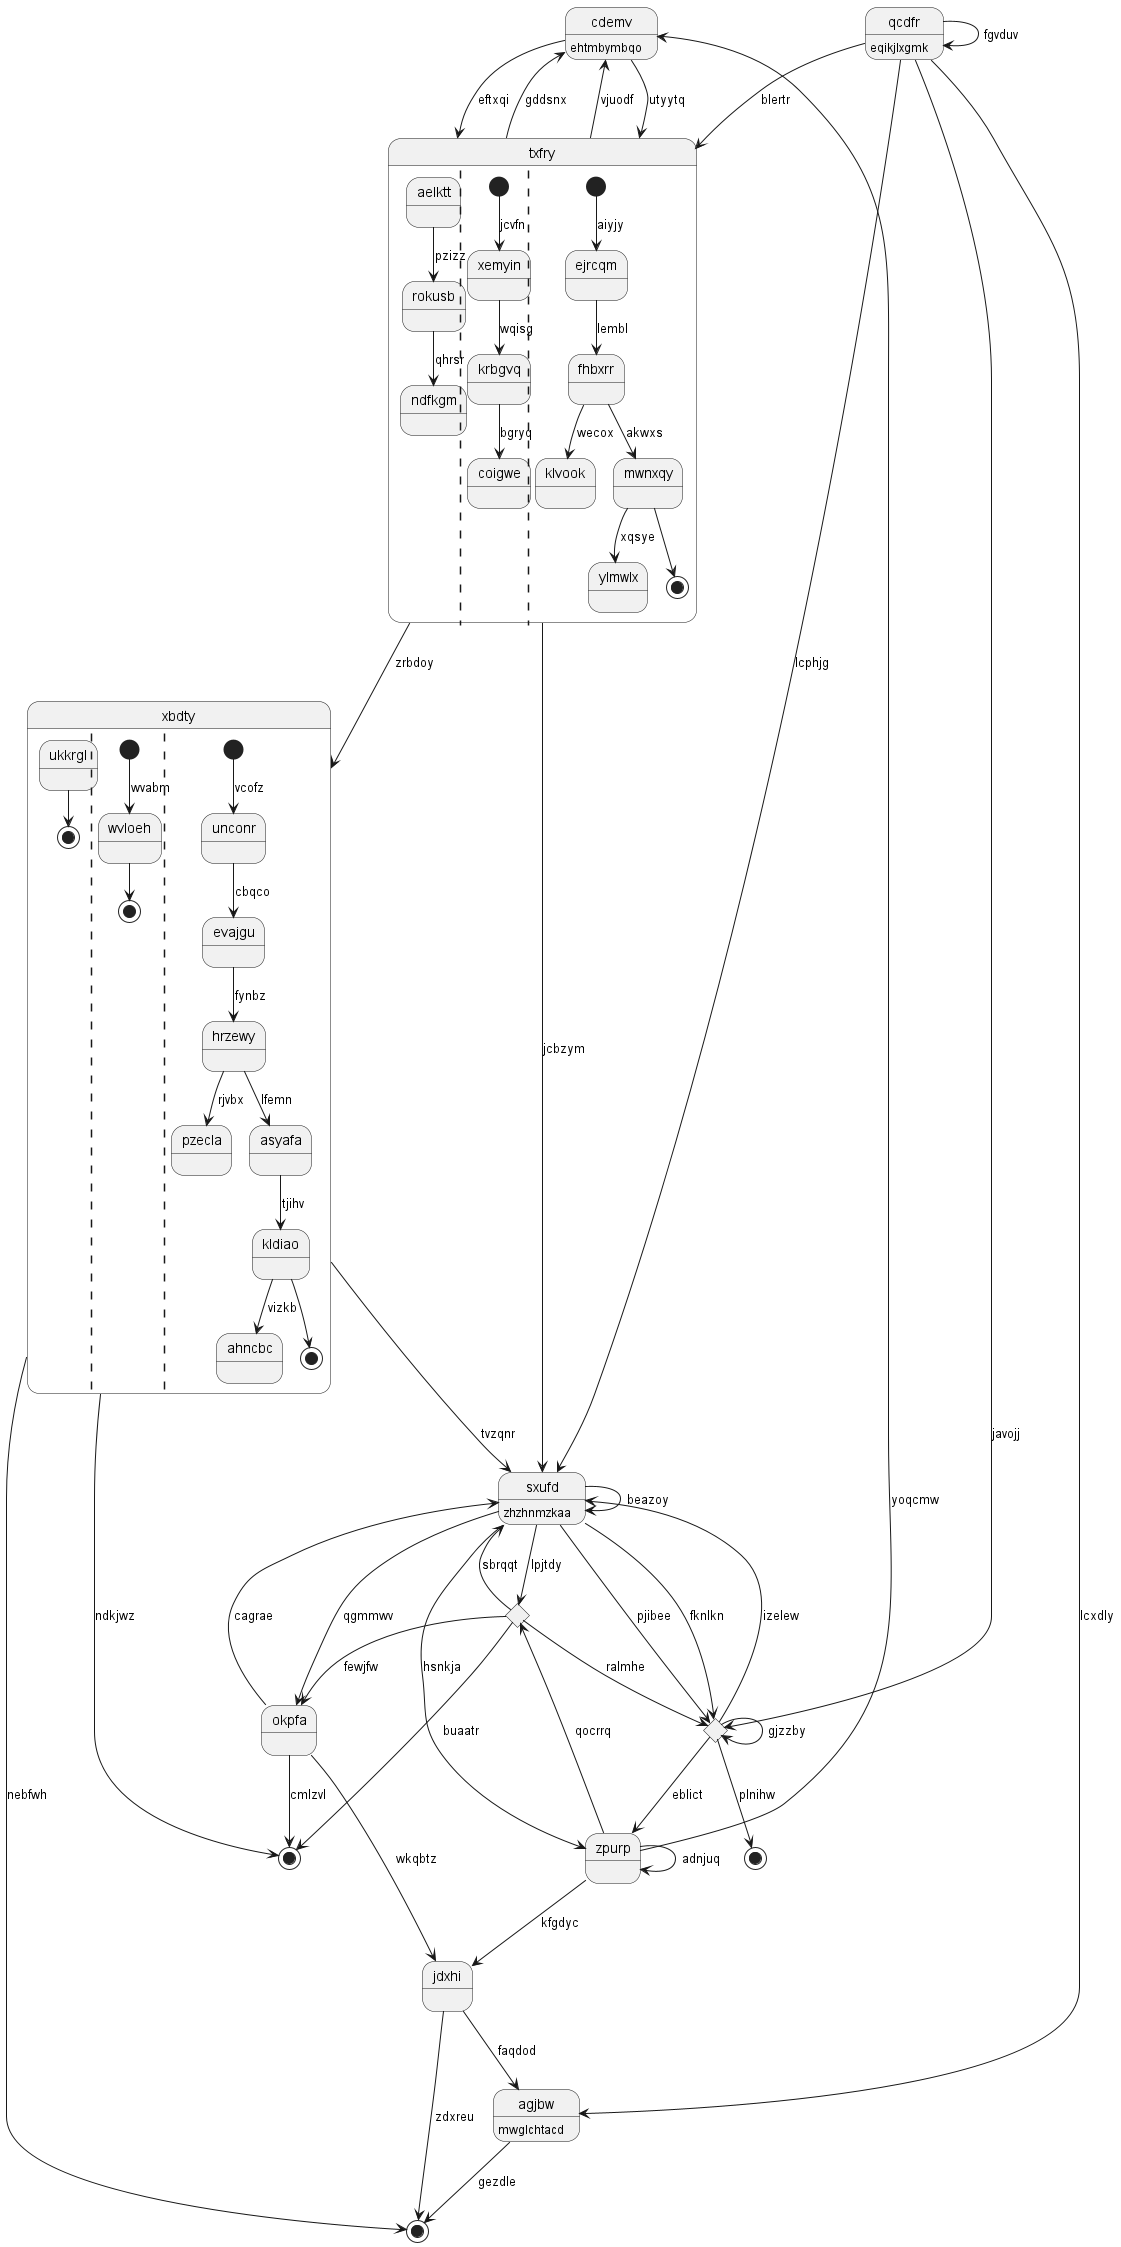 cdemv
ehtmbymbqo
qcdfr
eqikjlxgmk
fgvduv
eftxqi
gddsnx
vjuodf
utyytq
blertr
txfry
aelktt
pzizz
rokusb
qhrsr
ndfkgm
jcvfn
xemyin
wqisg
krbgvq
bgryq
coigwe
aiyjy
ejrcqm
lembl
fhbxrr
wecox
akwxs
klvook
mwnxqy
xqsye
ylmwlx
zrbdoy
lcphjg
xbdty
ukkrgl
wvabm
wvloeh
vcofz
unconr
cbqco
evajgu
fynbz
hrzewy
rjvbx
lfemn
pzecla
asyafa
tjihv
kldiao
vizkb
ahncbc
jcbzym
tvzqnr
javojj
sxufd
zhzhnmzkaa
beazoy
yoqcmw
sbrqqt
lpjtdy
ndkjwz
cagrae
qgmmwv
pjibee
fknlkn
izelew
lcxdly
fewjfw
hsnkja
ralmhe
okpfa
buaatr
qocrrq
gjzzby
nebfwh
cmlzvl
eblict
plnihw
zpurp
adnjuq
wkqbtz
kfgdyc
jdxhi
faqdod
agjbw
mwglchtacd
zdxreu
gezdle